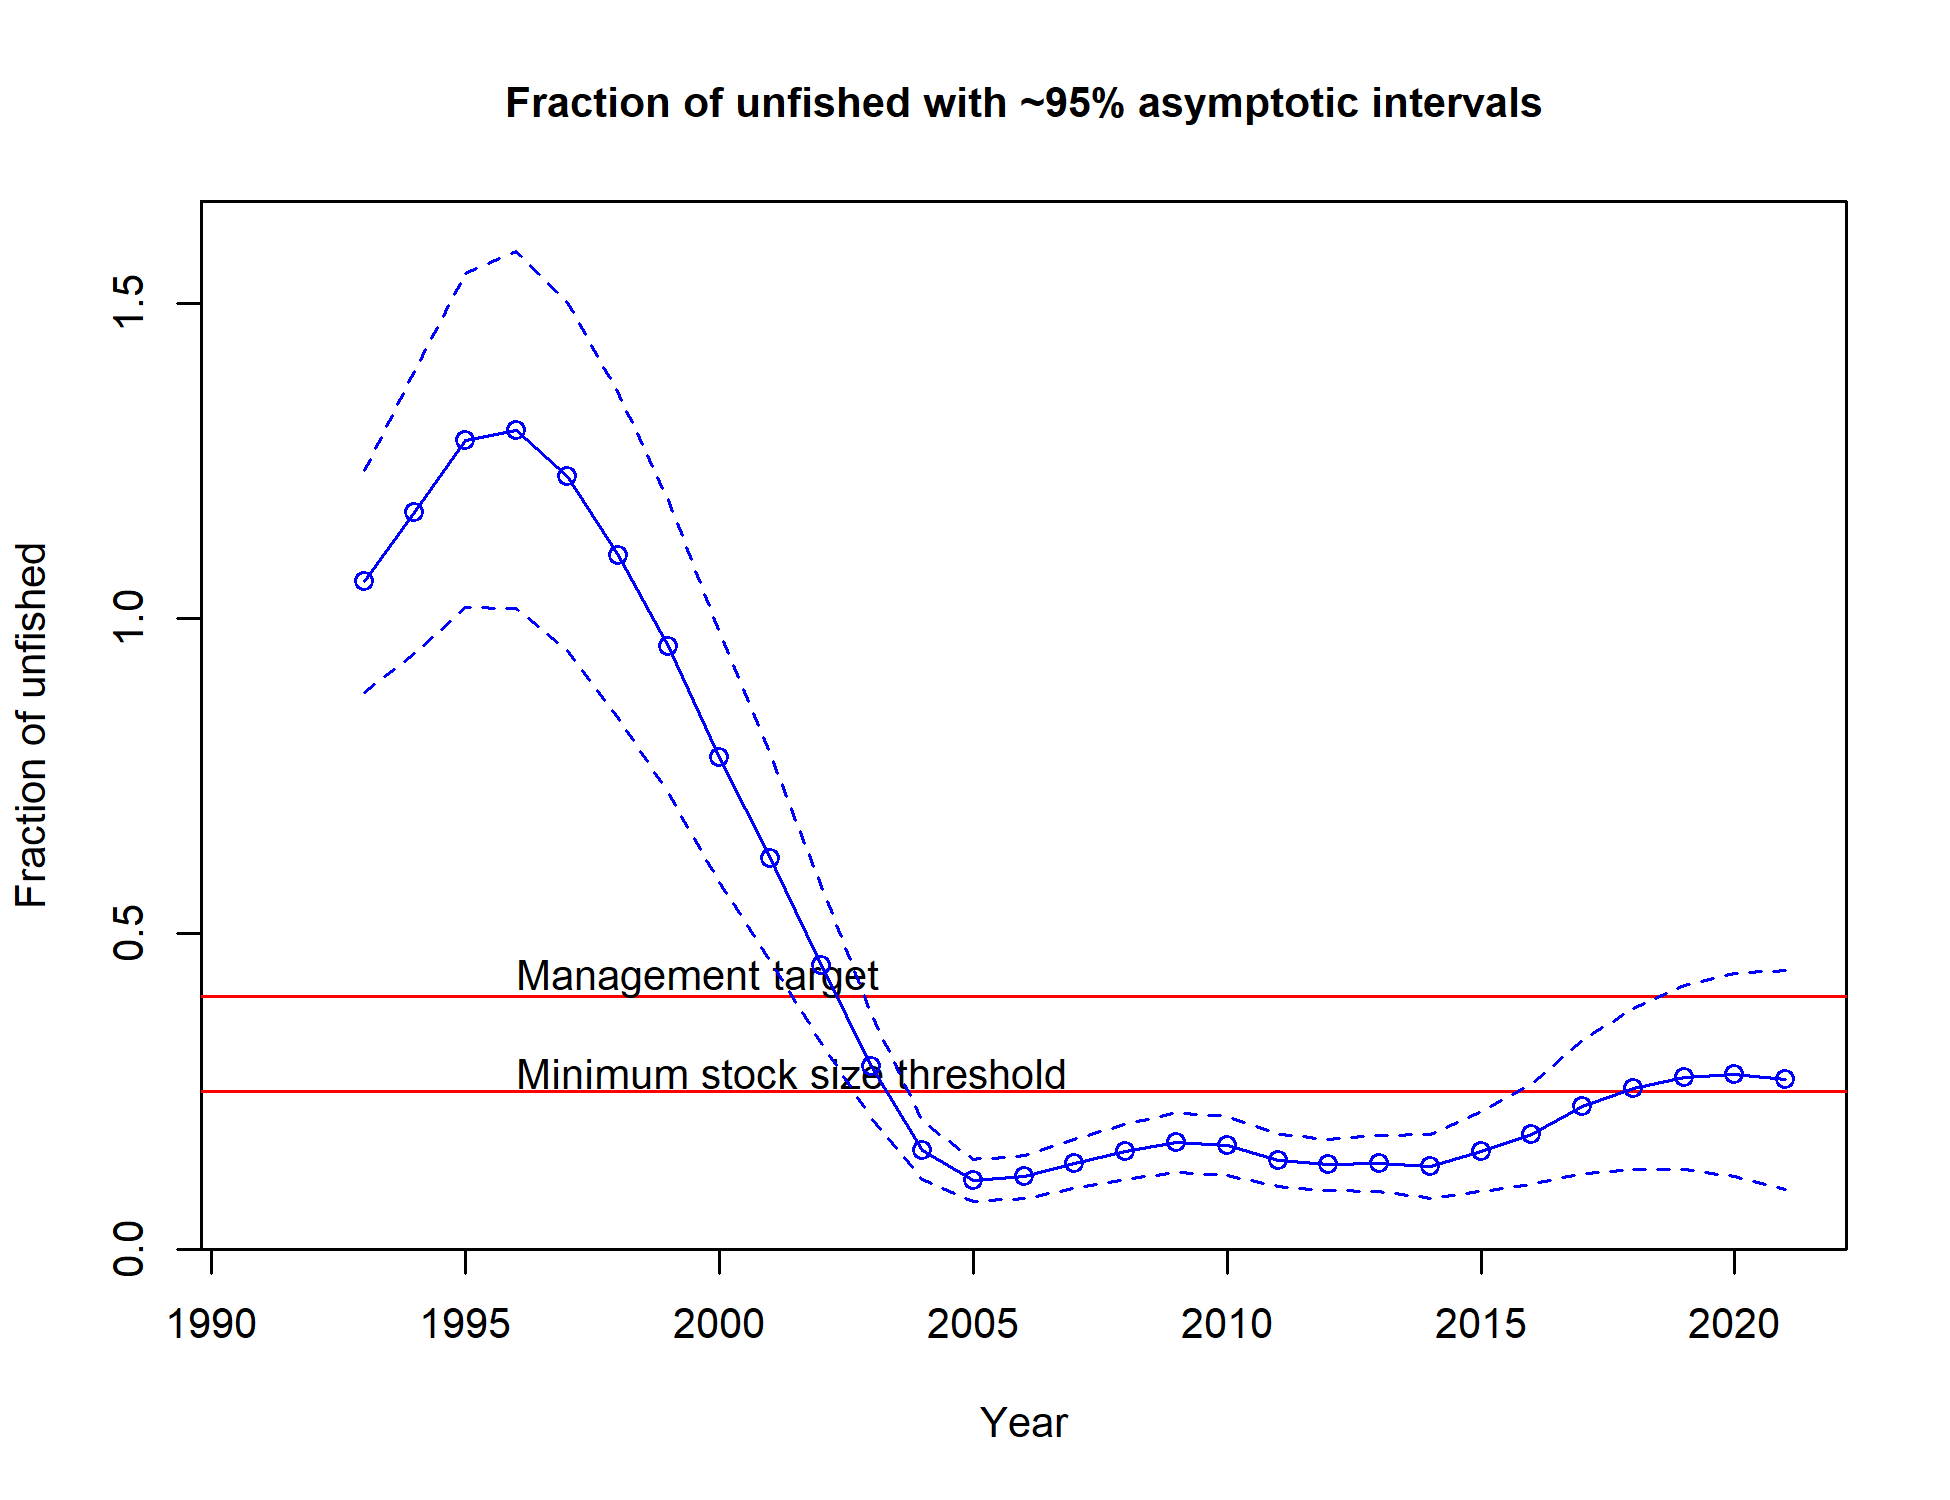 Fraction of unfished with ~95% asymptotic intervals
Fraction of unfished
1.5
1.0
0.5
0.0
Management target
Minimum stock size threshold
1990 1995 2000 2005 2010 2015 2020
Year